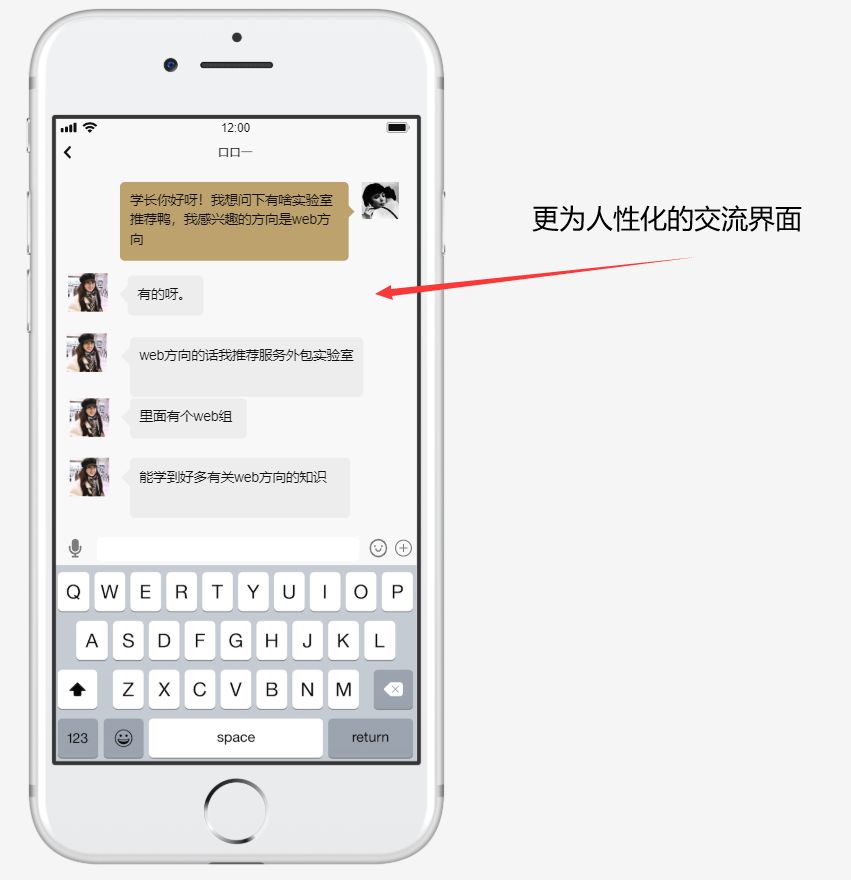 12:00
口口一
学长你好呀！我想问下有啥实验室
推荐鸭，我感兴趣的方向是web方
向
更为人性化的交流界面
有的呀。
web方向的话我推荐服务外包实验室
里面有个web组
能学到好多有关web方向的知识
Q W E R T Y U I O P
A S D F G H J K L
Z X C V B N M
123 space return